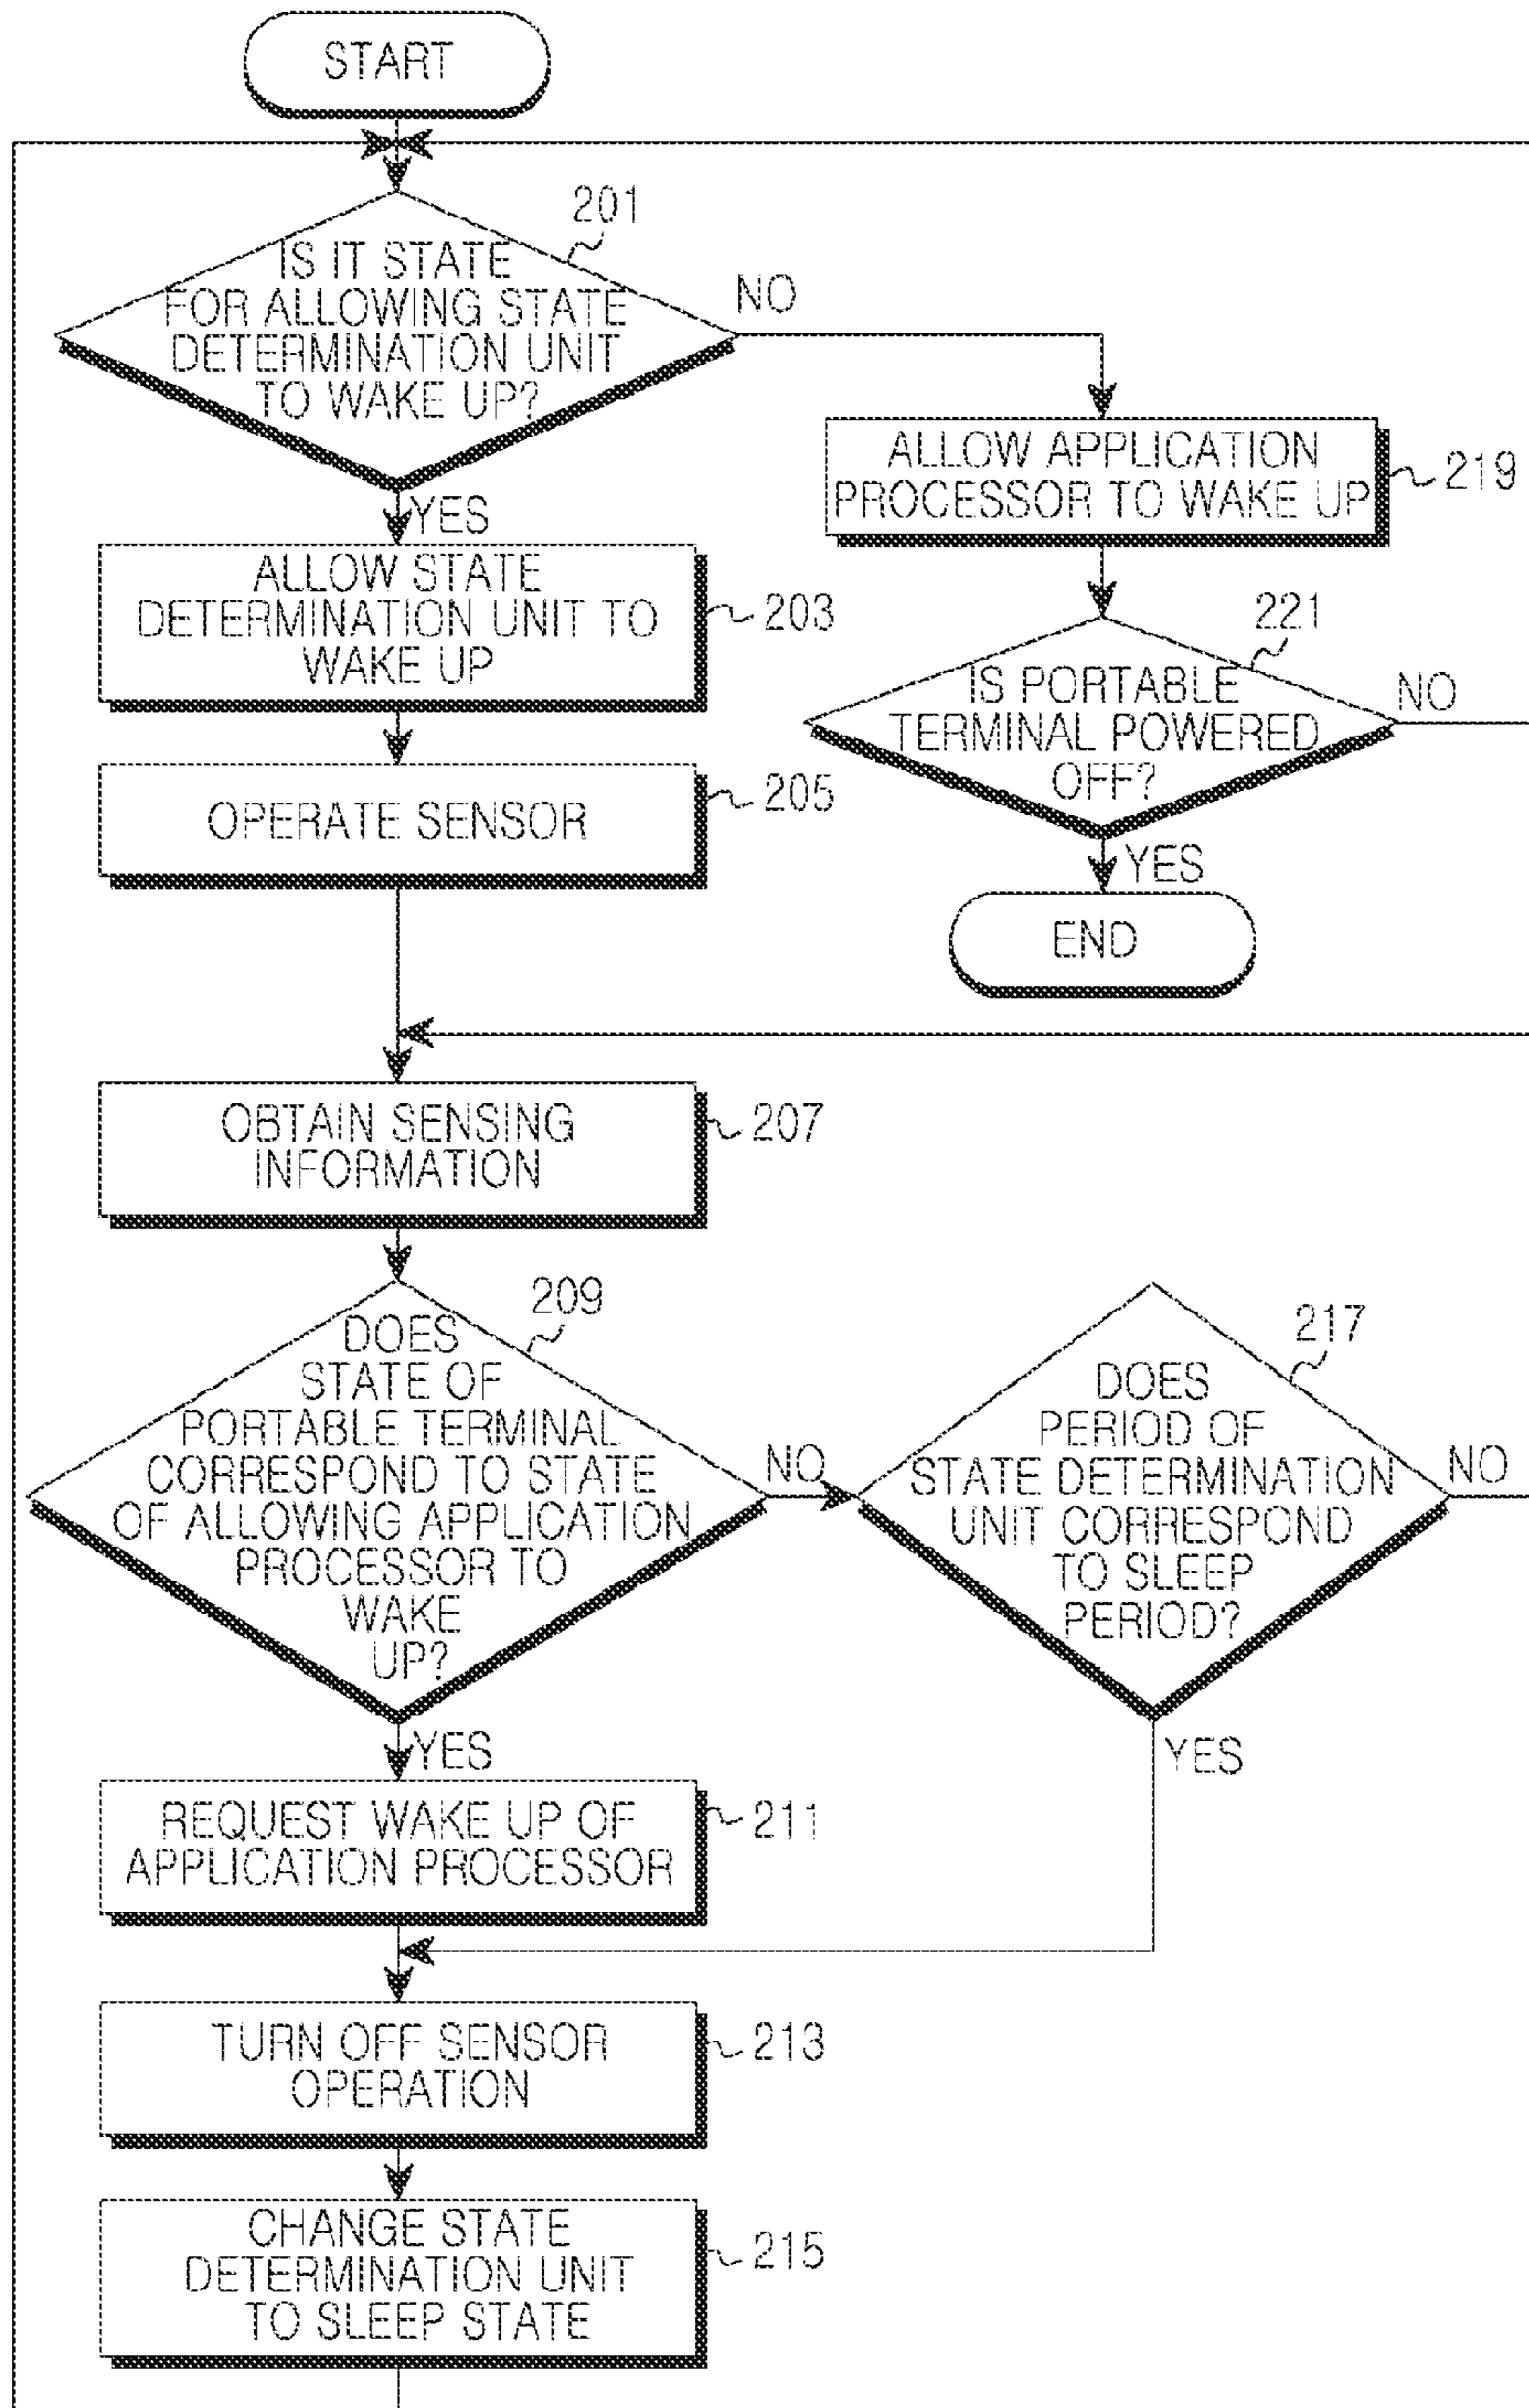 START
201
IS IT STATE
FOR ALLOWING STATE
DETERMINATION UNIT
TO WAKE UP?
NO
YES
ALLOW APPLICATION
PROCESSOR TO WAKE UP
219
ALLOW STATE
DETERMINATION UNIT TO
WAKE UP
203
221
IS PORTABLE
TERMINAL POWERED
OFF?
NO
YES
OPERATE SENSOR
205
END
OBTAIN SENSING
INFORMATION
207
209
DOES
STATE OF
PORTABLE TERMINAL
CORRESPOND TO STATE
OF ALLOWING APPLICATION
PROCESSOR TO
WAKE
UP?
NO
YES
217
DOES
PERIOD OF
STATE DETERMINATION
UNIT CORRESPOND
TO SLEEP
PERIOD?
NO
YES
REQUEST WAKE UP OF
APPLICATION PROCESSOR
211
TURN OFF SENSOR
OPERATION
213
CHANGE STATE
DETERMINATION UNIT
TO SLEEP STATE
215